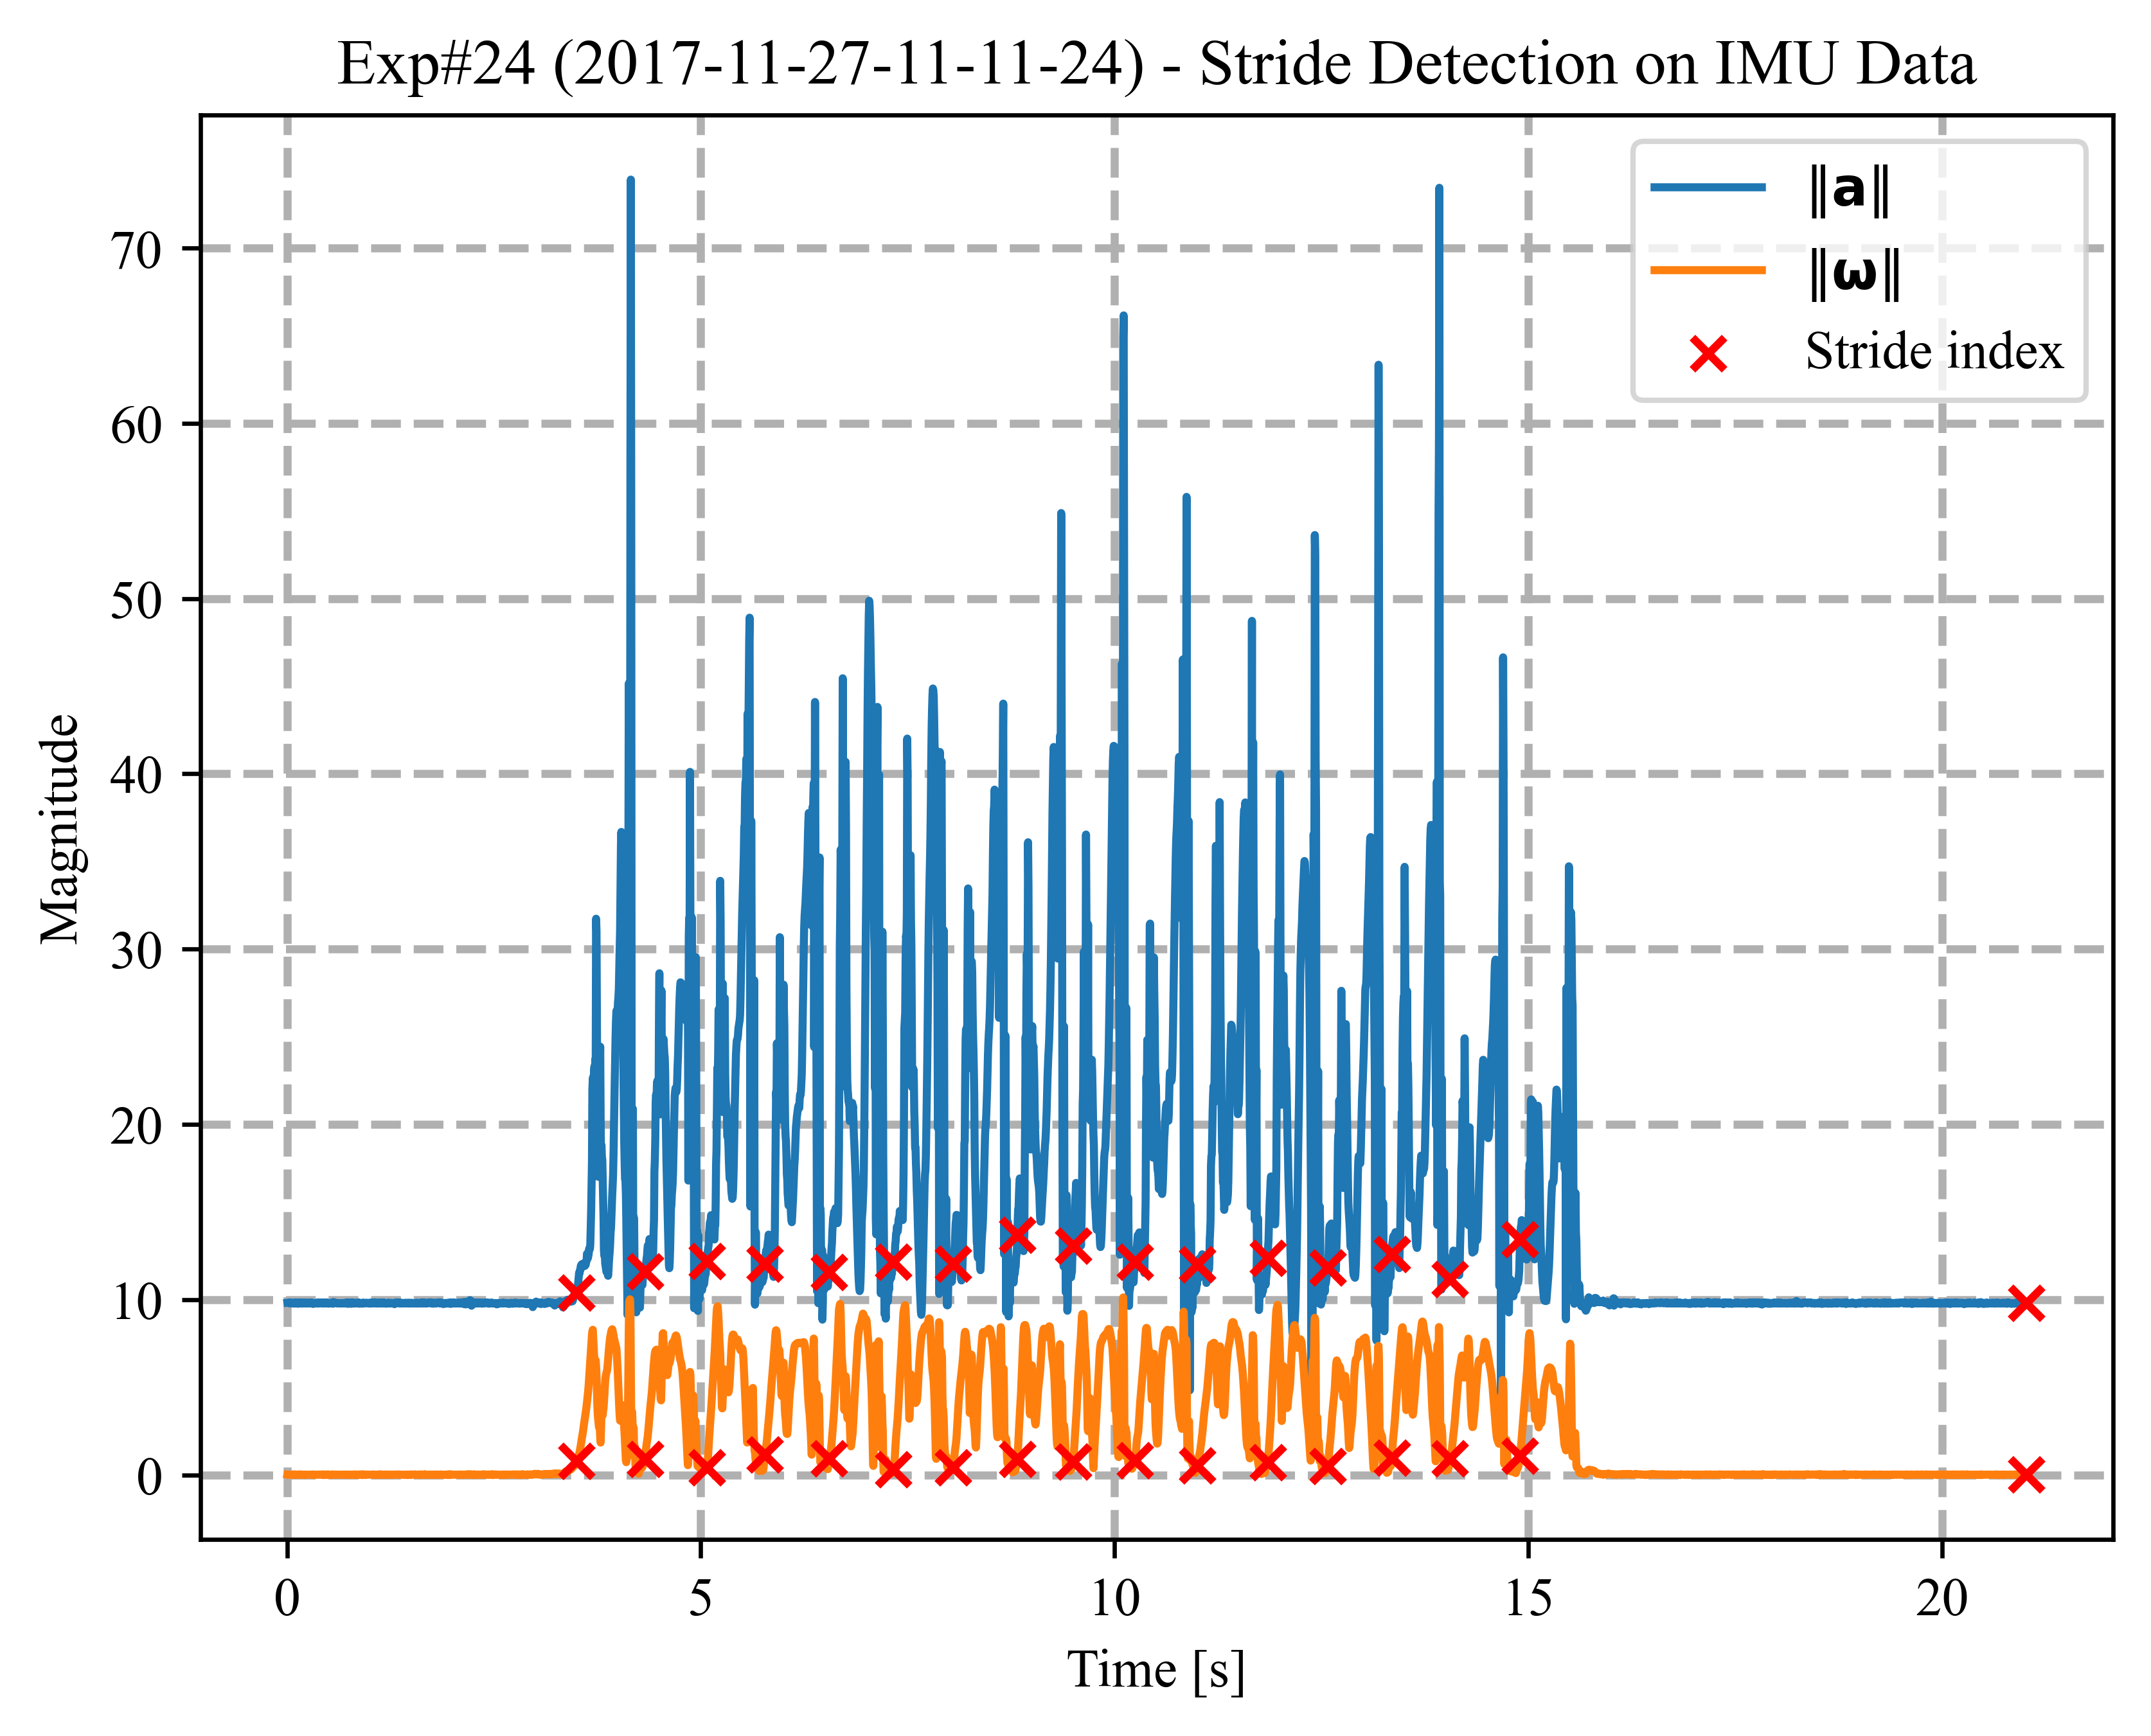 Exp#24 (2017-11-27-11-11-24) - Stride Detection on IMU Data
‖a‖
‖ω‖
Stride index
Magnitude
70
60
50
40
30
20
10
0
0 5 10 15 20
Time [s]